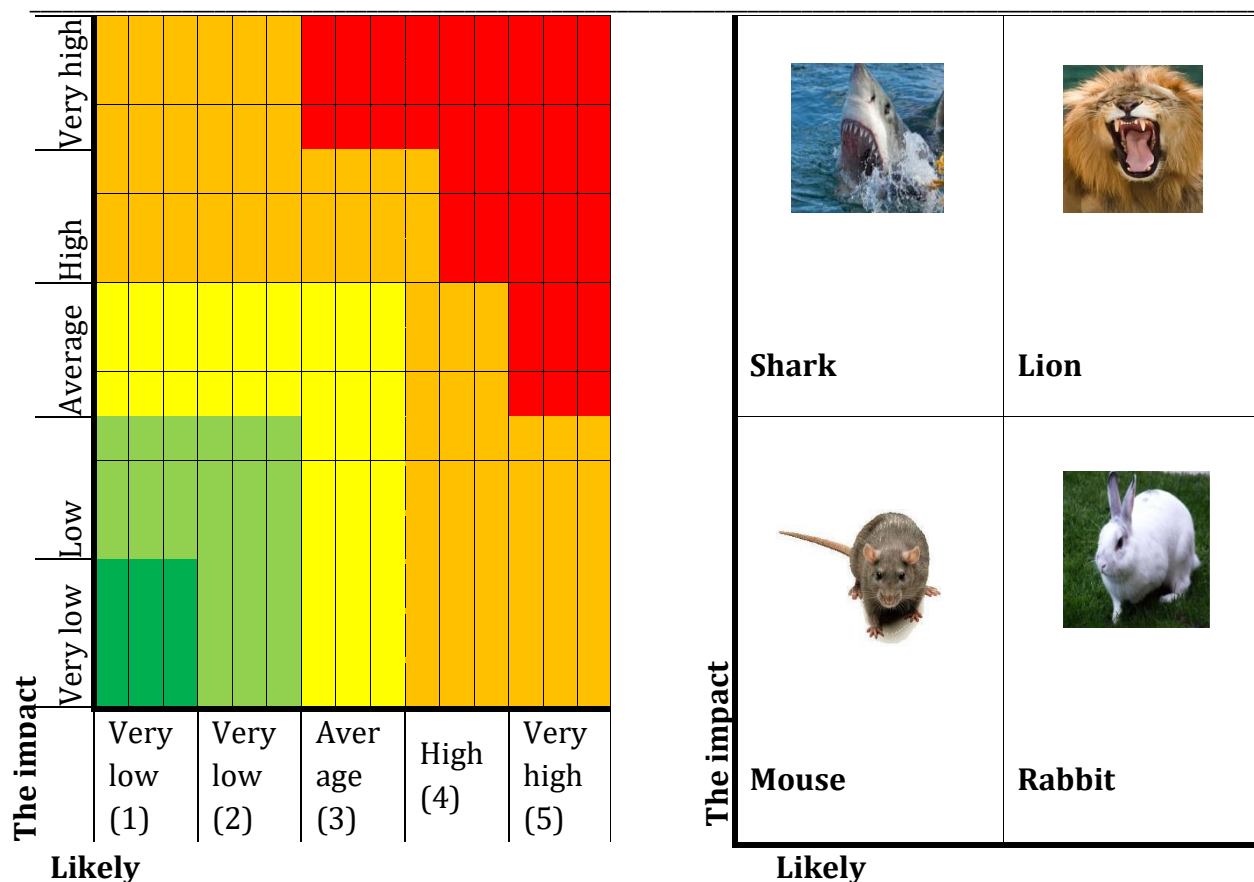 Very high
High
Average
Low
Very low
The impact
Very
low
(1)
Very
low
(2)
Aver
age
(3)
High
(4)
Very
high
(5)
Likely
Shark
Lion
Mouse
Rabbit
The impact
Likely